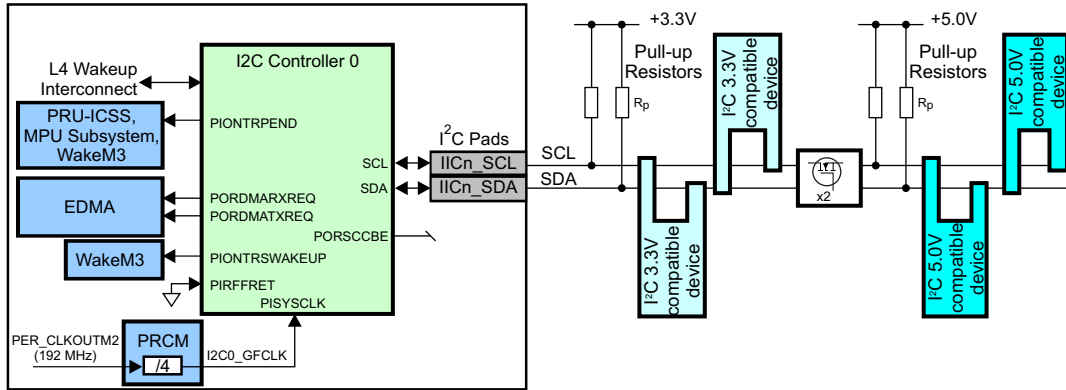 I2C Controller 0
L4 Wakeup
Interconnect
PRU-ICSS,
MPU Subsystem,
WakeM3
PIONTRPEND
EDMA
PORDMARXREQ
PORDMATXREQ
WakeM3
PIONTRSWAKEUP
PIRFFRET
PISYSCLK
SCL
SDA
PORSCCBE
I2C Pads
IICn_SCL
IICn_SDA
PER_CLKOUTM2
(192 MHz)
PRCM
/4
I2C0_GFCLK
SCL
SDA
+3.3V
Pull-up
Resistors
Rp
I²C 3.3V
compatible
device
I²C 3.3V
compatible
device
x2
+5.0V
Pull-up
Resistors
Rp
I²C 5.0V
compatible
device
I²C 5.0V
compatible
device